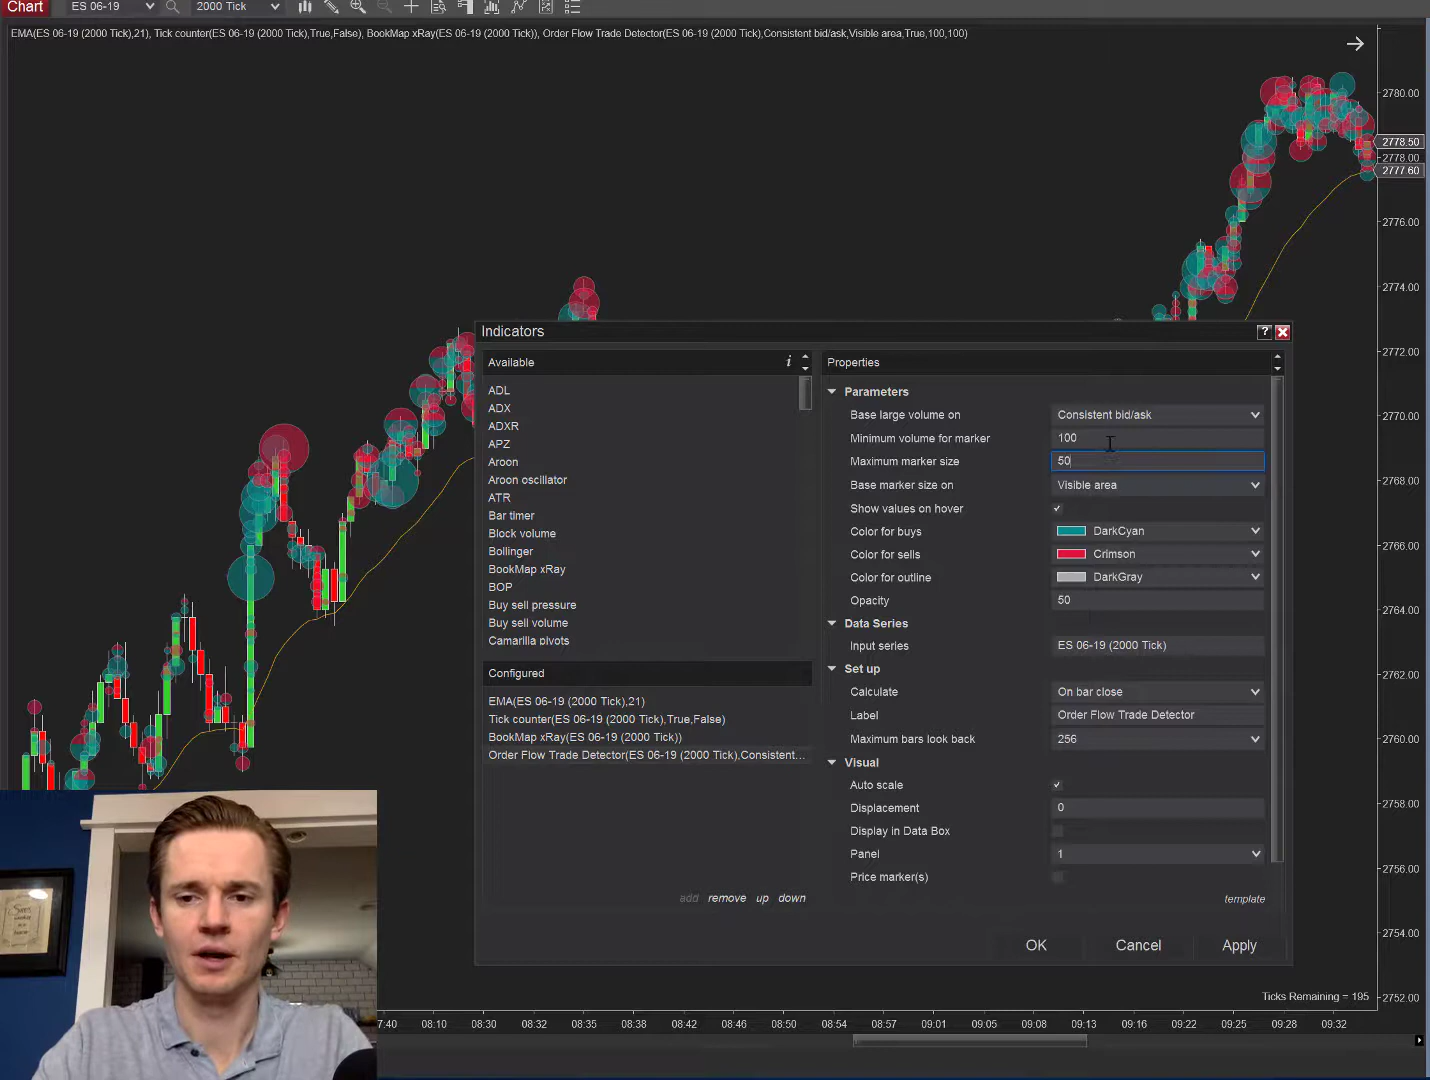 Chart ES 06-19 2000 Tick
EMA(ES 06-19 (2000 Tick),21), Tick counter(ES 06-19 (2000 Tick),True,False), BookMap xRay(ES 06-19 (2000 Tick)), Order Flow Trade Detector(ES 06-19 (2000 Tick),Consistent bid/ask,Visible area,True,100,100)
2780.00
2778.50
2778.00
2777.60
2776.00
2774.00
2772.00
2770.00
2768.00
2766.00
2764.00
2762.00
2760.00
2758.00
2756.00
2754.00
2752.00
Indicators ?
Available i
ADL
ADX
ADXR
APZ
Aroon
Aroon oscillator
ATR
Bar timer
Block volume
Bollinger
BookMap xRay
BOP
Buy sell pressure
Buy sell volume
Camarilla pivots
Configured
EMA(ES 06-19 (2000 Tick),21)
Tick counter(ES 06-19 (2000 Tick),True,False)
BookMap xRay(ES 06-19 (2000 Tick))
Order Flow Trade Detector(ES 06-19 (2000 Tick),Consistent...
add remove up down
Properties
Parameters
Base large volume on Consistent bid/ask
Minimum volume for marker 100
Maximum marker size 50
Base marker size on Visible area
Show values on hover
Color for buys DarkCyan
Color for sells Crimson
Color for outline DarkGray
Opacity 50
Data Series
Input series ES 06-19 (2000 Tick)
Set up
Calculate On bar close
Label Order Flow Trade Detector
Maximum bars look back 256
Visual
Auto scale
Displacement 0
Display in Data Box
Panel 1
Price marker(s)
template
OK Cancel Apply
Ticks Remaining = 195
7:40 08:10 08:30 08:32 08:35 08:38 08:42 08:46 08:50 08:54 08:57 09:01 09:05 09:08 09:13 09:16 09:22 09:25 09:28 09:32